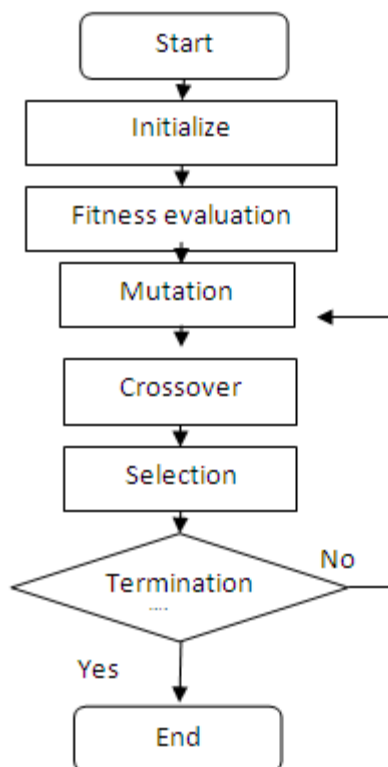 Start
Initialize
Fitness evaluation
Mutation
Crossover
Selection
Termination
No
Yes
End